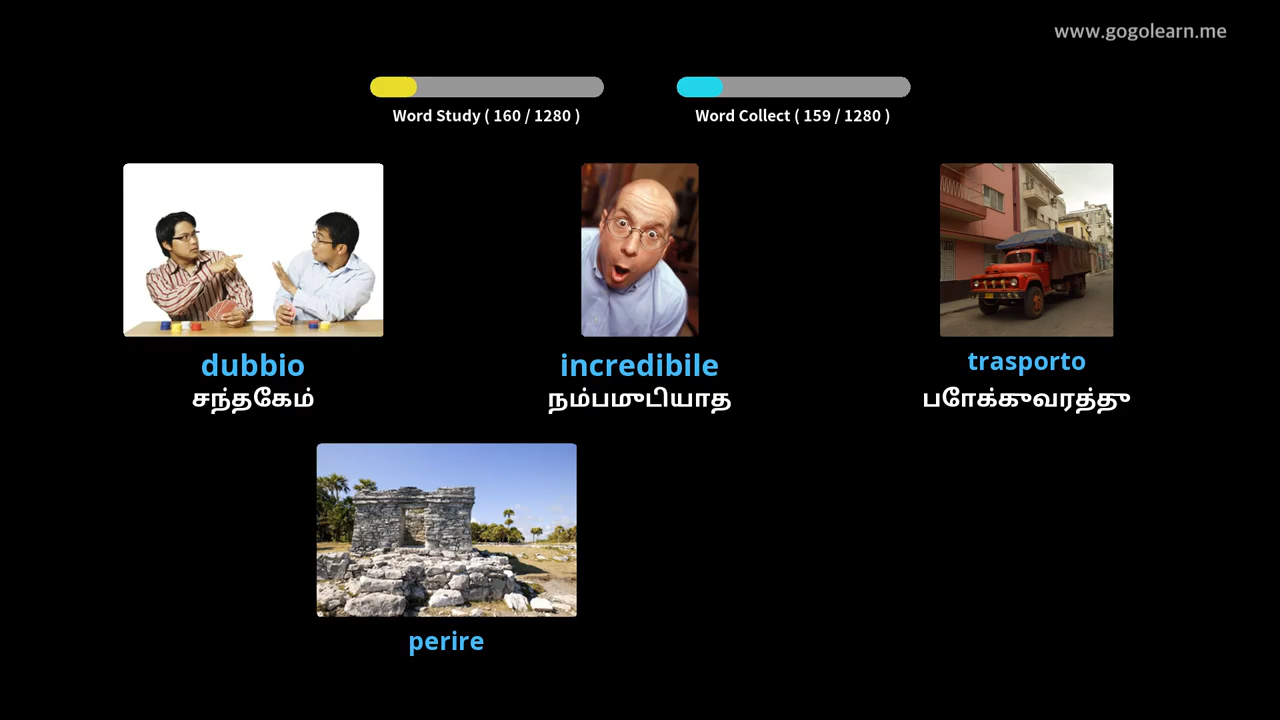 www.gogolearn.me
Word Study ( 160 / 1280 )
Word Collect ( 159 / 1280 )
dubbio
சந்தகேம்
incredibile
நம்பமுடியாத
trasporto
பாேக்குவரத்து
perire